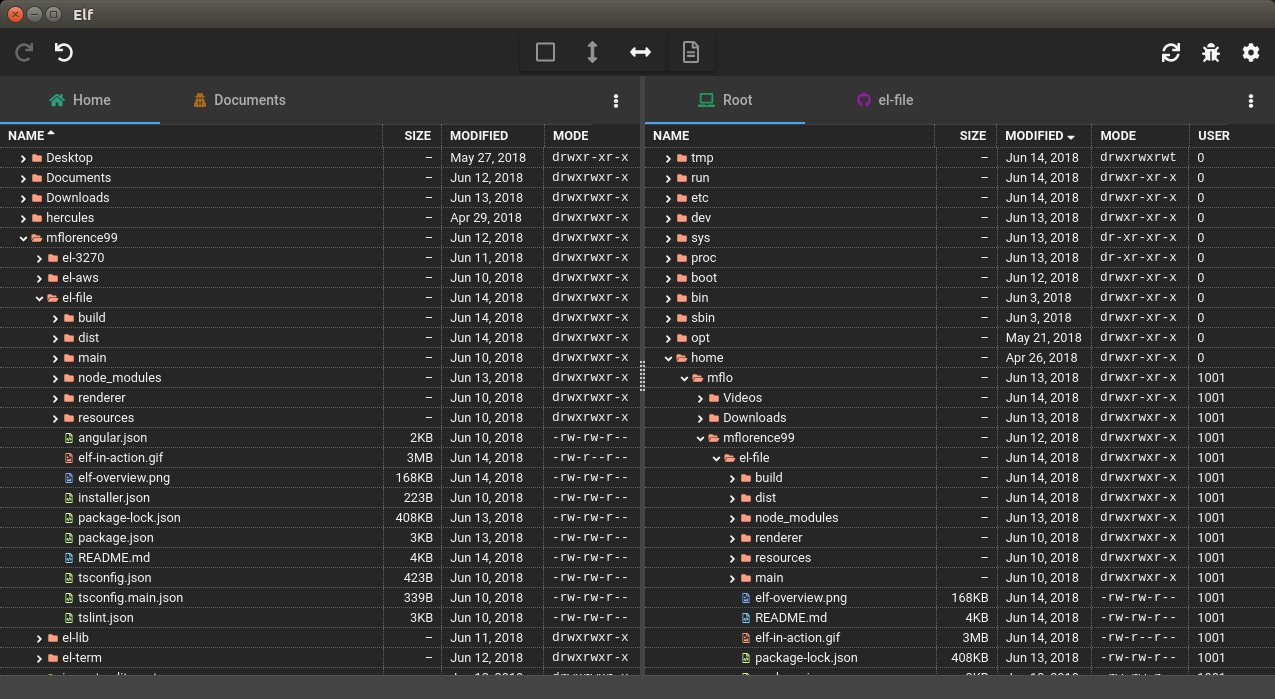 Elf
Home Documents
NAME SIZE MODIFIED MODE
Desktop – May 27, 2018 drwxr-xr-x
Documents – Jun 12, 2018 drwxr-xr-x
Downloads – Jun 13, 2018 drwxrwxr-x
hercules – Apr 29, 2018 drwxrwxr-x
mflorence99 – Jun 12, 2018 drwxrwxr-x
el-3270 – Jun 11, 2018 drwxrwxr-x
el-aws – Jun 10, 2018 drwxrwxr-x
el-file – Jun 14, 2018 drwxrwxr-x
build – Jun 14, 2018 drwxrwxr-x
dist – Jun 14, 2018 drwxrwxr-x
main – Jun 10, 2018 drwxrwxr-x
node_modules – Jun 13, 2018 drwxrwxr-x
renderer – Jun 10, 2018 drwxrwxr-x
resources – Jun 10, 2018 drwxrwxr-x
angular.json 2KB Jun 10, 2018 -rw-rw-r--
elf-in-action.gif 3MB Jun 14, 2018 -rw-r--r--
elf-overview.png 168KB Jun 14, 2018 -rw-rw-r--
installer.json 223B Jun 10, 2018 -rw-rw-r--
package-lock.json 408KB Jun 13, 2018 -rw-rw-r--
package.json 3KB Jun 13, 2018 -rw-rw-r--
README.md 4KB Jun 14, 2018 -rw-rw-r--
tsconfig.json 423B Jun 10, 2018 -rw-rw-r--
tsconfig.main.json 339B Jun 10, 2018 -rw-rw-r--
tslint.json 3KB Jun 10, 2018 -rw-rw-r--
el-lib – Jun 11, 2018 drwxrwxr-x
el-term – Jun 12, 2018 drwxrwxr-x
Root el-file
NAME SIZE MODIFIED MODE USER
tmp – Jun 14, 2018 drwxrwxrwt 0
run – Jun 14, 2018 drwxr-xr-x 0
etc – Jun 14, 2018 drwxr-xr-x 0
dev – Jun 13, 2018 drwxr-xr-x 0
sys – Jun 13, 2018 dr-xr-xr-x 0
proc – Jun 13, 2018 dr-xr-xr-x 0
boot – Jun 12, 2018 drwxr-xr-x 0
bin – Jun 3, 2018 drwxr-xr-x 0
sbin – Jun 3, 2018 drwxr-xr-x 0
opt – May 21, 2018 drwxr-xr-x 0
home – Apr 26, 2018 drwxr-xr-x 0
mflo – Jun 13, 2018 drwxr-xr-x 1001
Videos – Jun 14, 2018 drwxr-xr-x 1001
Downloads – Jun 13, 2018 drwxrwxr-x 1001
mflorence99 – Jun 12, 2018 drwxrwxr-x 1001
el-file – Jun 14, 2018 drwxrwxr-x 1001
build – Jun 14, 2018 drwxrwxr-x 1001
dist – Jun 14, 2018 drwxrwxr-x 1001
node_modules – Jun 13, 2018 drwxrwxr-x 1001
renderer – Jun 10, 2018 drwxrwxr-x 1001
resources – Jun 10, 2018 drwxrwxr-x 1001
main – Jun 10, 2018 drwxrwxr-x 1001
elf-overview.png 168KB Jun 14, 2018 -rw-rw-r-- 1001
README.md 4KB Jun 14, 2018 -rw-rw-r-- 1001
elf-in-action.gif 3MB Jun 14, 2018 -rw-r--r-- 1001
package-lock.json 408KB Jun 13, 2018 -rw-rw-r-- 1001